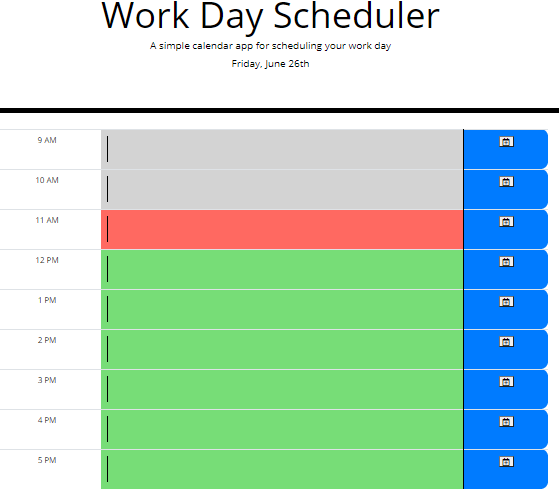 Work Day Scheduler
A simple calendar app for scheduling your work day
Friday, June 26th
9 AM
10 AM
11 AM
12 PM
1 PM
2 PM
3 PM
4 PM
5 PM